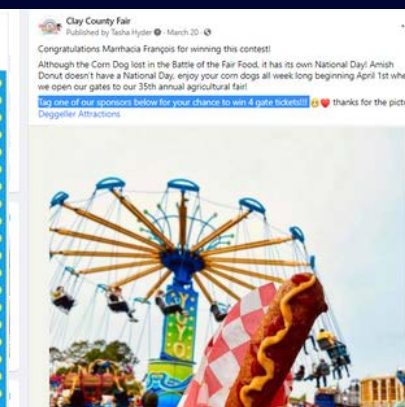 Clay County Fair
Published by Tasha Hyder · March 20 ·
Congratulations Marrhacia François for winning this contest!
Although the Corn Dog lost in the Battle of the Fair Food, it has its own National Day! Amish
Donut doesn't have a National Day, enjoy your corn dogs all week long beginning April 1st whe
we open our gates to our 35th annual agricultural fair!
Tag one of our sponsors below for your chance to win 4 gate tickets!!! 😊❤️ thanks for the pict
Deggeller Attractions
YOYO